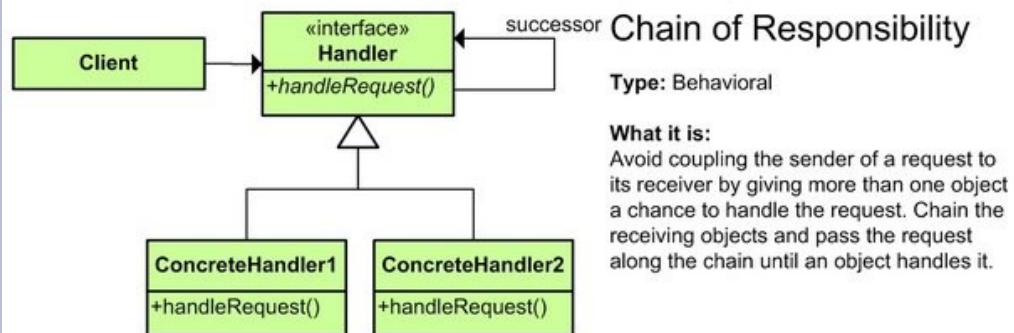 «interface»
Handler
+handleRequest()
successor
Client
ConcreteHandler1
+handleRequest()
ConcreteHandler2
+handleRequest()
Chain of Responsibility
Type: Behavioral
What it is:
Avoid coupling the sender of a request to
its receiver by giving more than one object
a chance to handle the request. Chain the
receiving objects and pass the request
along the chain until an object handles it.